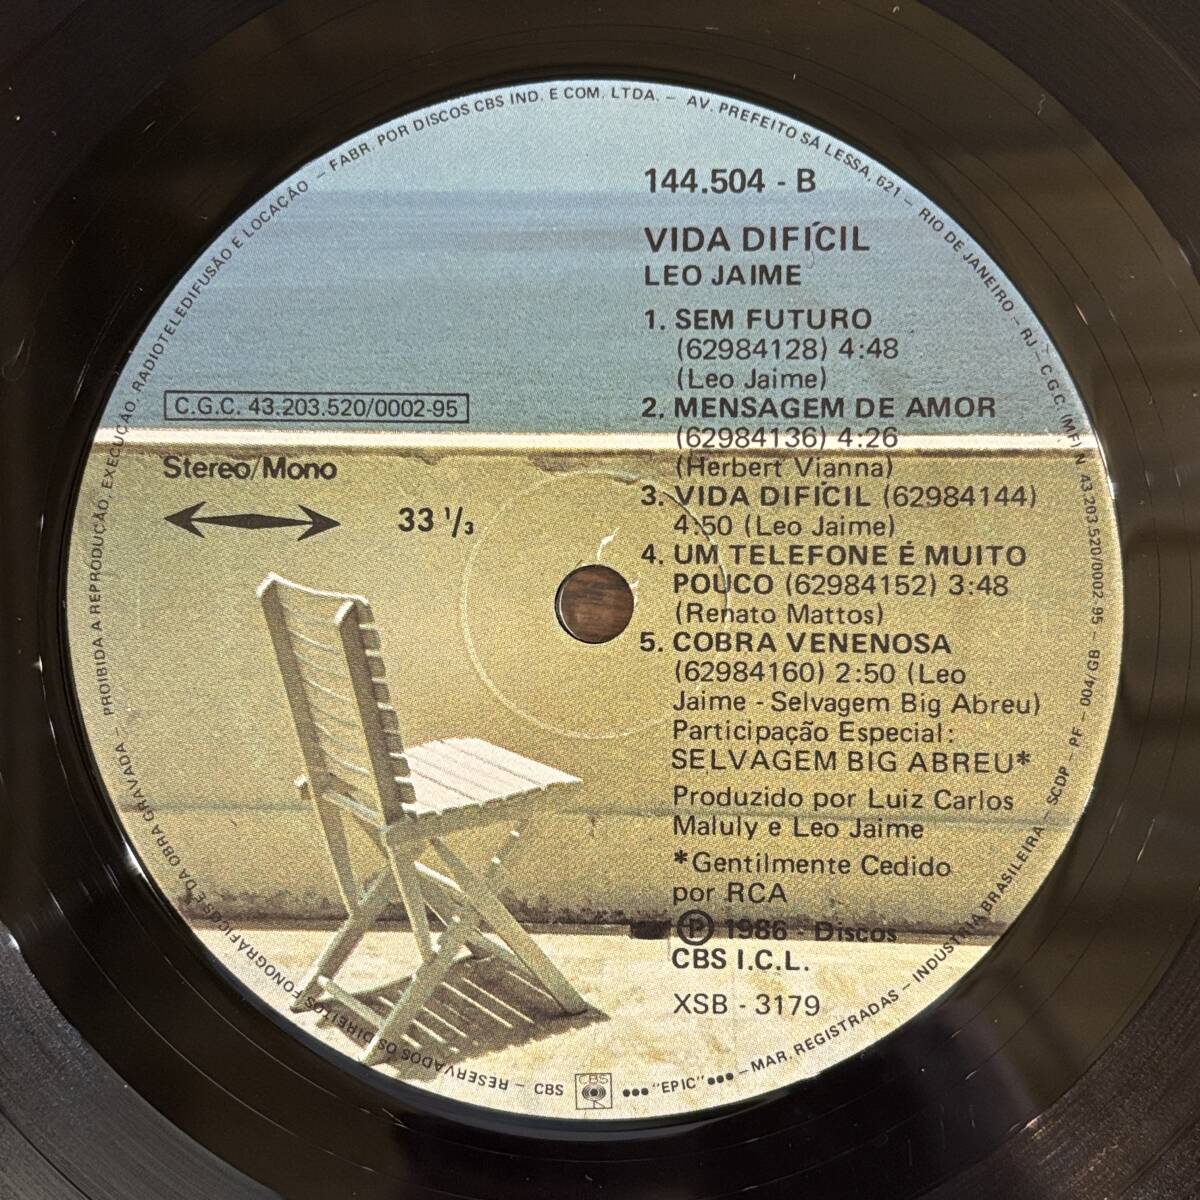 144.504 - B
VIDA DIFÍCIL
LEO JAIME
1. SEM FUTURO
(62984128) 4:48
(Leo Jaime)
2. MENSAGEM DE AMOR
(62984136) 4:26
(Herbert Vianna)
3. VIDA DIFÍCIL (62984144)
4:50 (Leo Jaime)
4. UM TELEFONE É MUITO
POUCO (62984152) 3:48
(Renato Mattos)
5. COBRA VENENOSA
(62984160) 2:50 (Leo
Jaime - Selvagem Big Abreu)
Participação Especial:
SELVAGEM BIG ABREU*
Produzido por Luiz Carlos
Maluly e Leo Jaime
*Gentilmente Cedido
por RCA
Ⓟ 1986 - Discos
CBS I.C.L.
XSB - 3179
C.G.C. 43.203.520/0002-95
Stereo/Mono
33 1/3
FABR. POR DISCOS CBS IND. E COM. LTDA. – AV. PREFEITO SÁ LESSA, 621 – RIO DE JANEIRO – RJ – C.G.C. (MF) N 43.203.520/0002-95 – GB 004/ – PF – SCDP – INDÚSTRIA BRASILEIRA
MAR. REGISTRADAS –
•••"EPIC"•••
CBS
CBS –
RESERVADOS OS DIREITOS FONOGRÁFICOS E DA OBRA GRAVADA – PROIBIDA A REPRODUÇÃO, EXECUÇÃO, RADIOTELEDIFUSÃO E LOCAÇÃO –